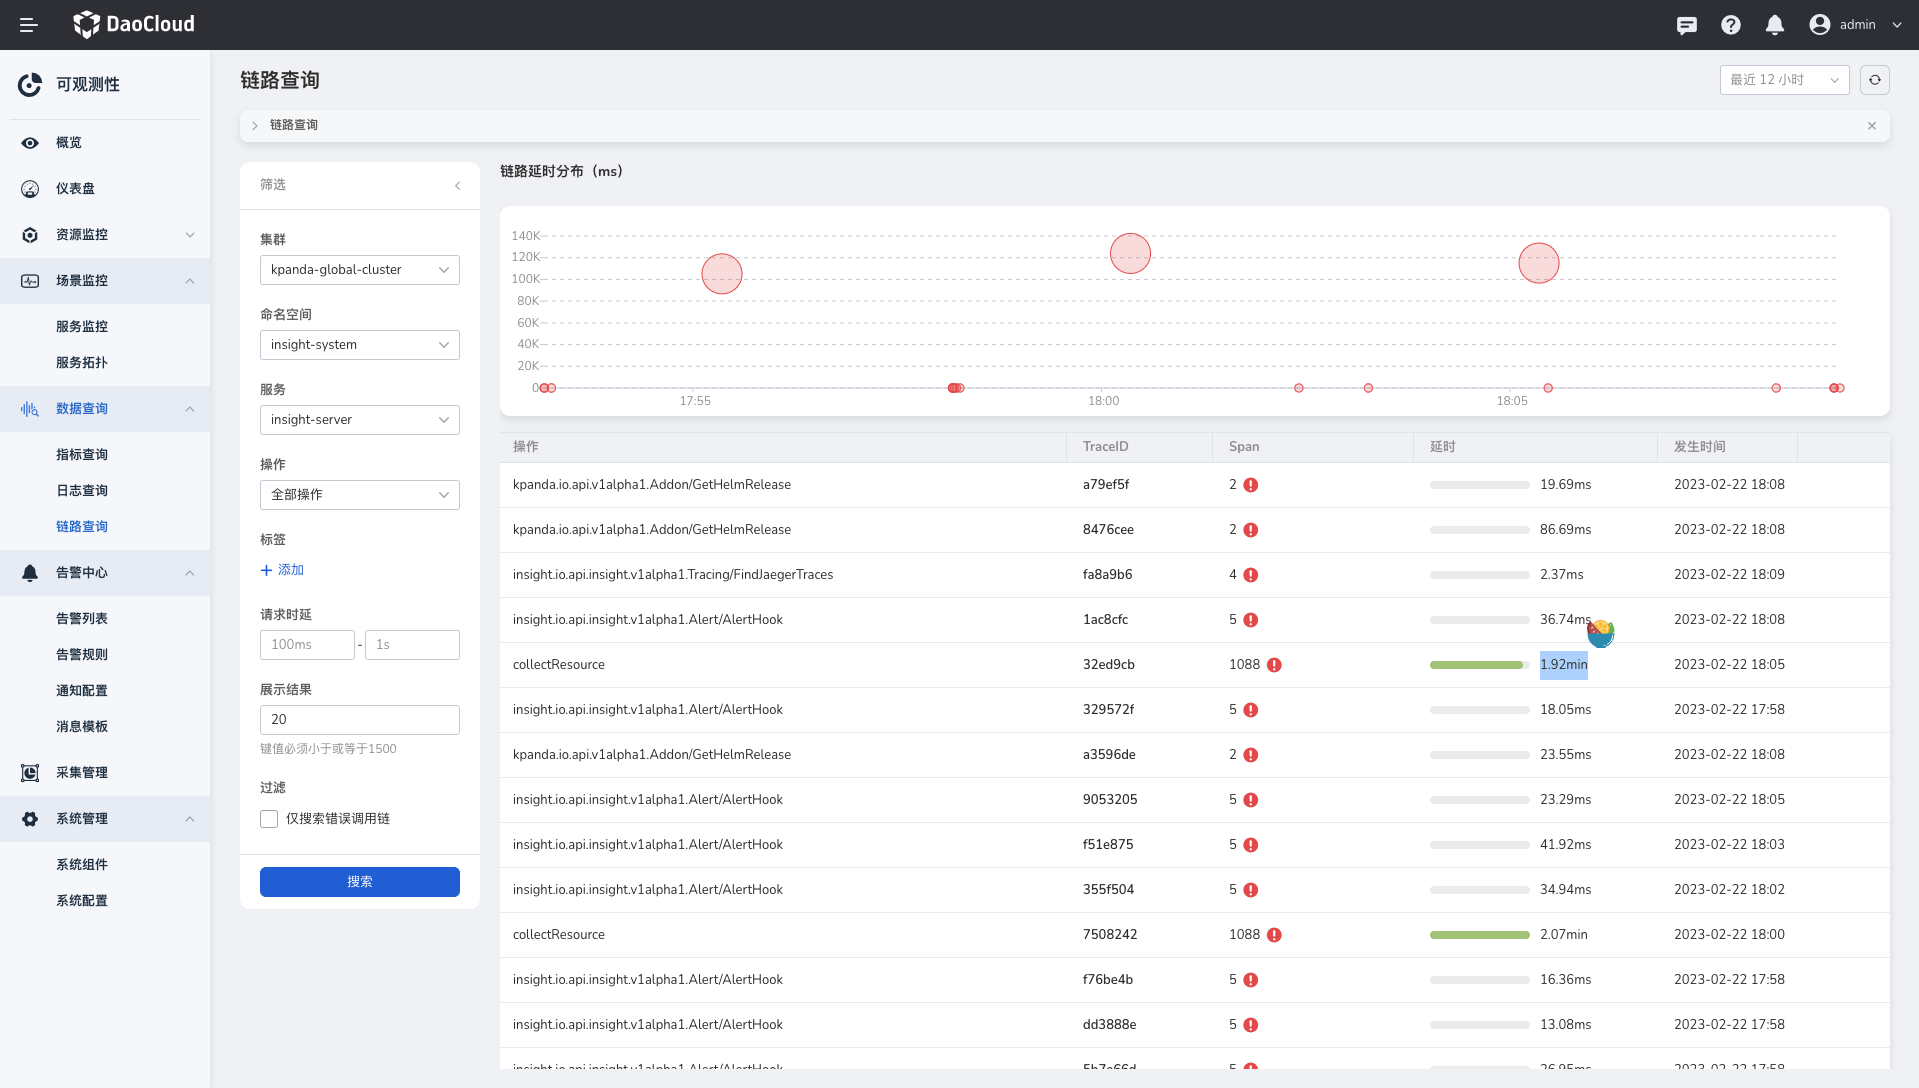 DaoCloud
admin
可观测性
概览
仪表盘
资源监控
场景监控
服务监控
服务拓扑
数据查询
指标查询
日志查询
链路查询
告警中心
告警列表
告警规则
通知配置
消息模板
采集管理
系统管理
系统组件
系统配置
链路查询
最近 12 小时
链路查询
筛选
集群
kpanda-global-cluster
命名空间
insight-system
服务
insight-server
操作
全部操作
标签
添加
请求时延
100ms - 1s
展示结果
20
键值必须小于或等于1500
过滤
仅搜索错误调用链
搜索
链路延时分布（ms）
140K
120K
100K
80K
60K
40K
20K
0
17:55 18:00 18:05
操作 TraceID Span 延时 发生时间
kpanda.io.api.v1alpha1.Addon/GetHelmRelease a79ef5f 2 19.69ms 2023-02-22 18:08
kpanda.io.api.v1alpha1.Addon/GetHelmRelease 8476cee 2 86.69ms 2023-02-22 18:08
insight.io.api.insight.v1alpha1.Tracing/FindJaegerTraces fa8a9b6 4 2.37ms 2023-02-22 18:09
insight.io.api.insight.v1alpha1.Alert/AlertHook 1ac8cfc 5 36.74ms 2023-02-22 18:08
collectResource 32ed9cb 1088 1.92min 2023-02-22 18:05
insight.io.api.insight.v1alpha1.Alert/AlertHook 329572f 5 18.05ms 2023-02-22 17:58
kpanda.io.api.v1alpha1.Addon/GetHelmRelease a3596de 2 23.55ms 2023-02-22 18:08
insight.io.api.insight.v1alpha1.Alert/AlertHook 9053205 5 23.29ms 2023-02-22 18:05
insight.io.api.insight.v1alpha1.Alert/AlertHook f51e875 5 41.92ms 2023-02-22 18:03
insight.io.api.insight.v1alpha1.Alert/AlertHook 355f504 5 34.94ms 2023-02-22 18:02
collectResource 7508242 1088 2.07min 2023-02-22 18:00
insight.io.api.insight.v1alpha1.Alert/AlertHook f76be4b 5 16.36ms 2023-02-22 17:58
insight.io.api.insight.v1alpha1.Alert/AlertHook dd3888e 5 13.08ms 2023-02-22 17:58
insight.io.api.insight.v1alpha1.Alert/AlertHook 5 2023-02-22 17:58